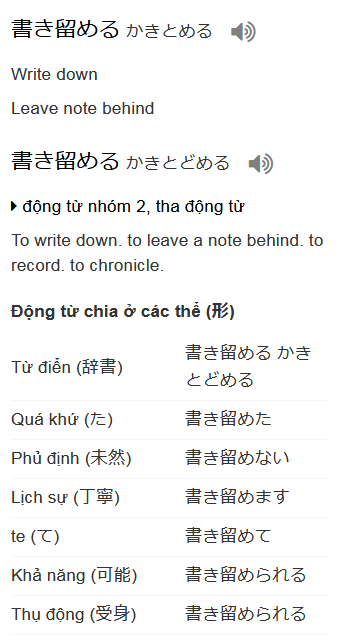 書き留める かきとめる
Write down
Leave note behind
書き留める かきとどめる
động từ nhóm 2, tha động từ
To write down. to leave a note behind. to
record. to chronicle.
Động từ chia ở các thể (形)
Từ điển (辞書) 書き留める かき
とどめる
Quá khứ (た) 書き留めた
Phủ định (未然) 書き留めない
Lịch sự (丁寧) 書き留めます
te (て) 書き留めて
Khả năng (可能) 書き留められる
Thụ động (受身) 書き留められる